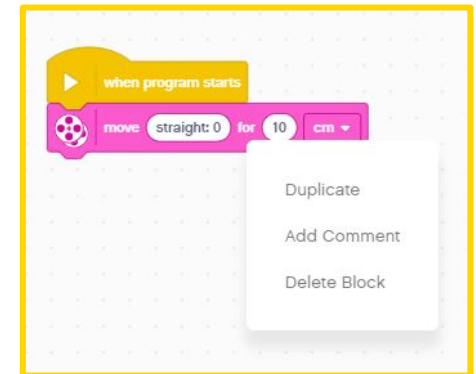 when program starts
move straight: 0 for 10 cm
Duplicate
Add Comment
Delete Block